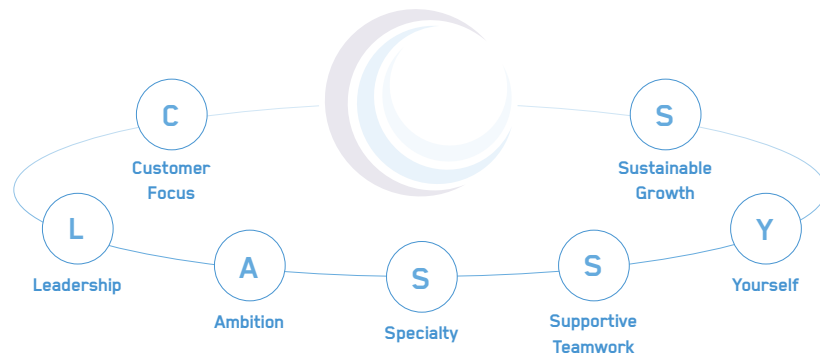 C
Customer
Focus
L
Leadership
A
Ambition
S
Specialty
S
Supportive
Teamwork
Y
Yourself
S
Sustainable
Growth